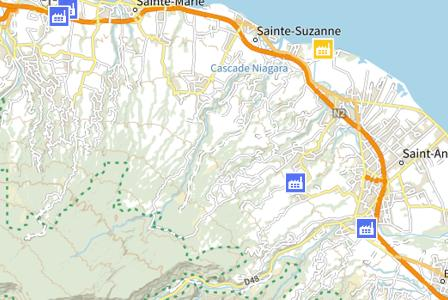 Sainte-Marie
Sainte-Suzanne
Cascade Niagara
N2
Saint-An
D48